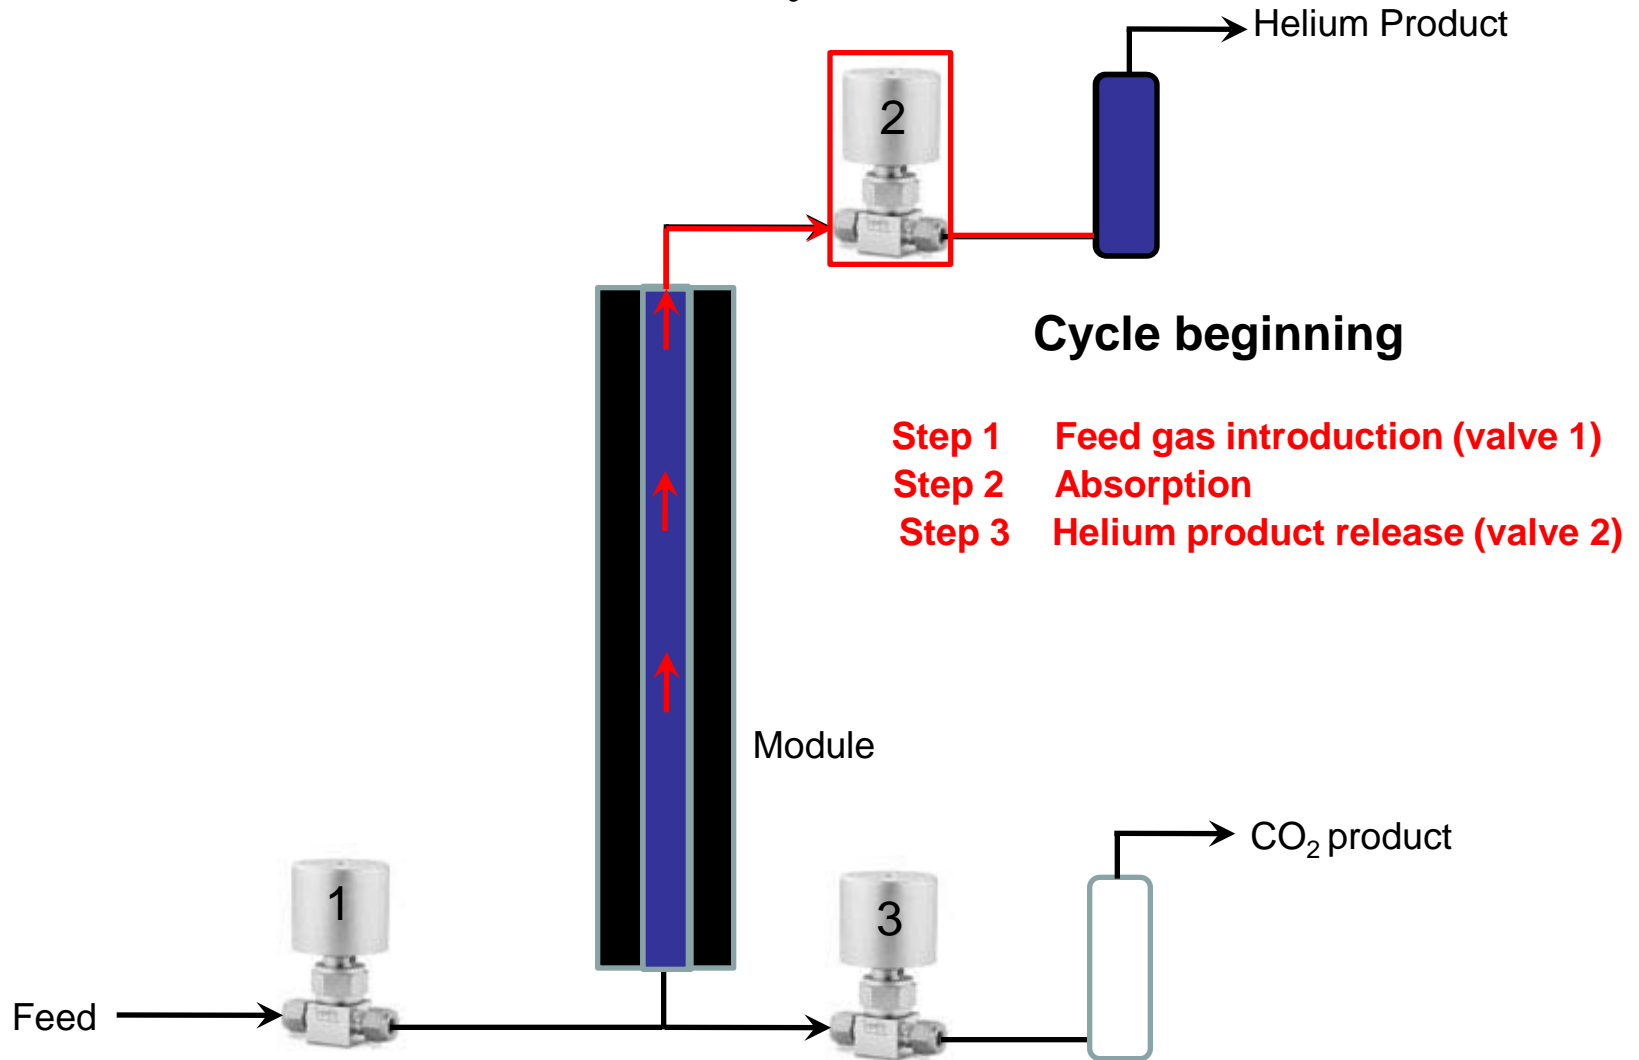 Helium Product
2
Cycle beginning
Step 1 Feed gas introduction (valve 1)
Step 2 Absorption
Step 3 Helium product release (valve 2)
Module
CO₂ product
1
3
Feed